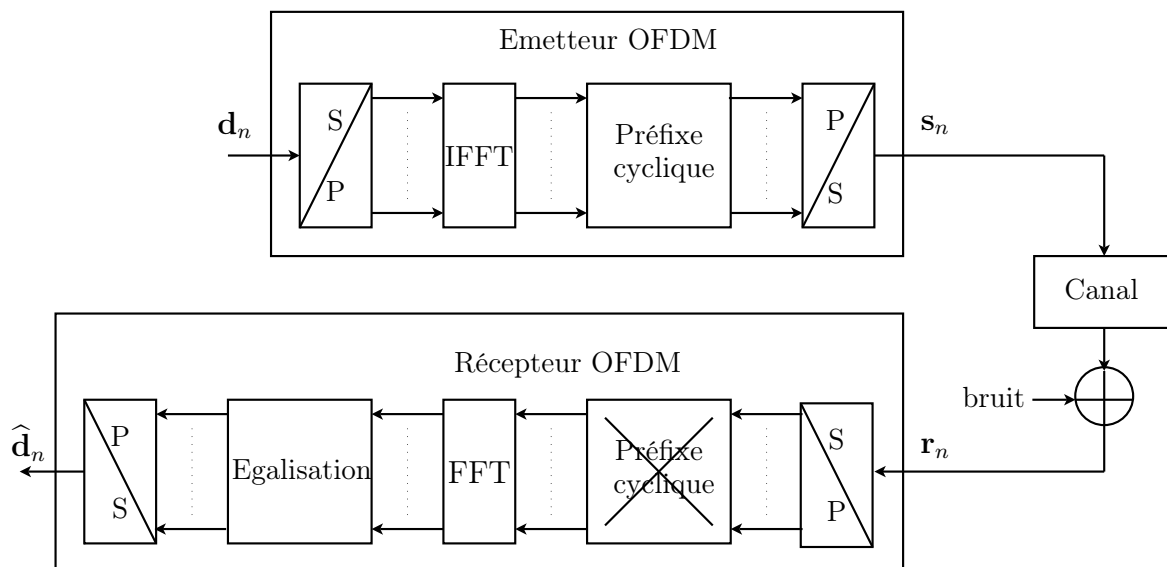 Emetteur OFDM
d_n
S
P
IFFT
Préfixe
cyclique
P
S
s_n
Canal
bruit
Récepteur OFDM
d̂_n
P
S
Egalisation
FFT
Préfixe
cyclique
S
P
r_n